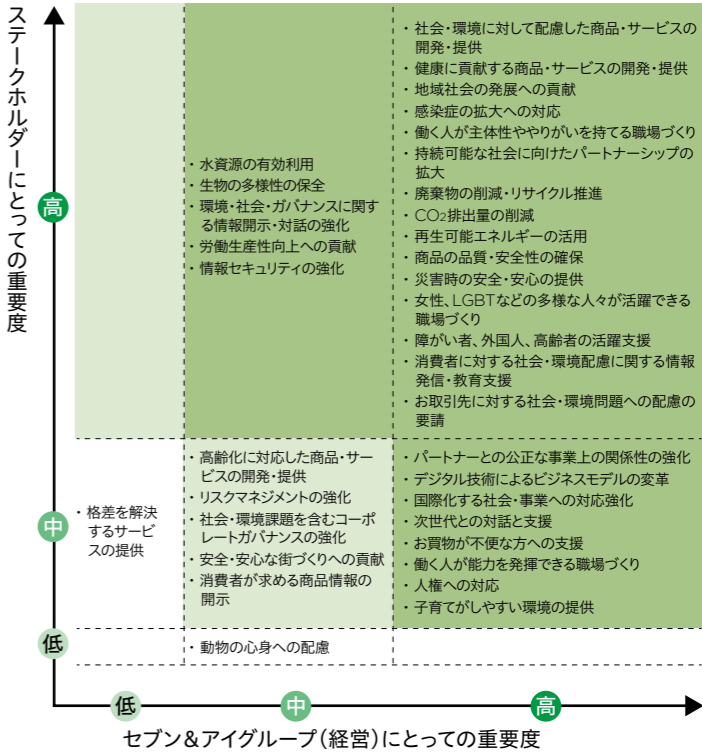 ステークホルダーにとっての重要度
高
・水資源の有効利用
・生物の多様性の保全
・環境・社会・ガバナンスに関す
る情報開示・対話の強化
・労働生産性向上への貢献
・情報セキュリティの強化
・社会・環境に対して配慮した商品・サービスの
開発・提供
・健康に貢献する商品・サービスの開発・提供
・地域社会の発展への貢献
・感染症の拡大への対応
・働く人が主体性ややりがいを持てる職場づくり
・持続可能な社会に向けたパートナーシップの
拡大
・廃棄物の削減・リサイクル推進
・CO2排出量の削減
・再生可能エネルギーの活用
・商品の品質・安全性の確保
・災害時の安全・安心の提供
・女性、LGBTなどの多様な人々が活躍できる
職場づくり
・障がい者、外国人、高齢者の活躍支援
・消費者に対する社会・環境配慮に関する情報
発信・教育支援
・お取引先に対する社会・環境問題への配慮の
要請
中
・格差を解決
するサービ
スの提供
・高齢化に対応した商品・サー
ビスの開発・提供
・リスクマネジメントの強化
・社会・環境課題を含むコーポ
レートガバナンスの強化
・安全・安心な街づくりへの貢献
・消費者が求める商品情報の
開示
・パートナーとの公正な事業上の関係性の強化
・デジタル技術によるビジネスモデルの変革
・国際化する社会・事業への対応強化
・次世代との対話と支援
・お買物が不便な方への支援
・働く人が能力を発揮できる職場づくり
・人権への対応
・子育てがしやすい環境の提供
低
・動物の心身への配慮
低
中
高
セブン&アイグループ(経営)にとっての重要度